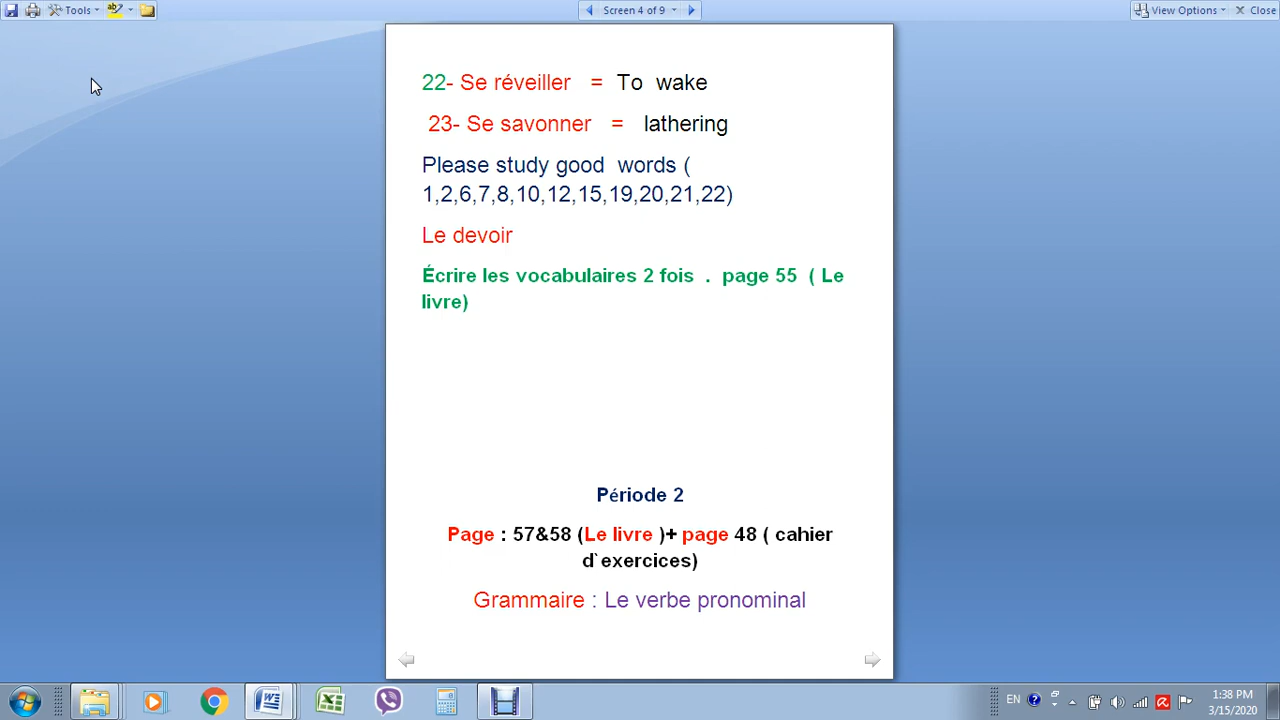 Tools
Screen 4 of 9
View Options
Close
22- Se réveiller = To wake
23- Se savonner = lathering
Please study good words (
1,2,6,7,8,10,12,15,19,20,21,22)
Le devoir
Écrire les vocabulaires 2 fois . page 55 ( Le
livre)
Période 2
Page : 57&58 (Le livre )+ page 48 ( cahier
d`exercices)
Grammaire : Le verbe pronominal
EN
1:38 PM
3/15/2020